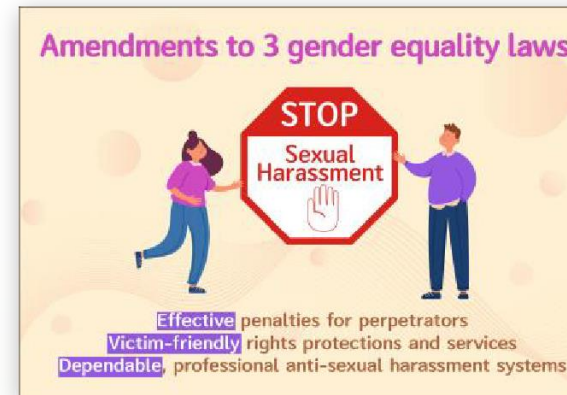 Amendments to 3 gender equality laws
STOP
Sexual
Harassment
Effective penalties for perpetrators
Victim-friendly rights protections and services
Dependable, professional anti-sexual harassment systems